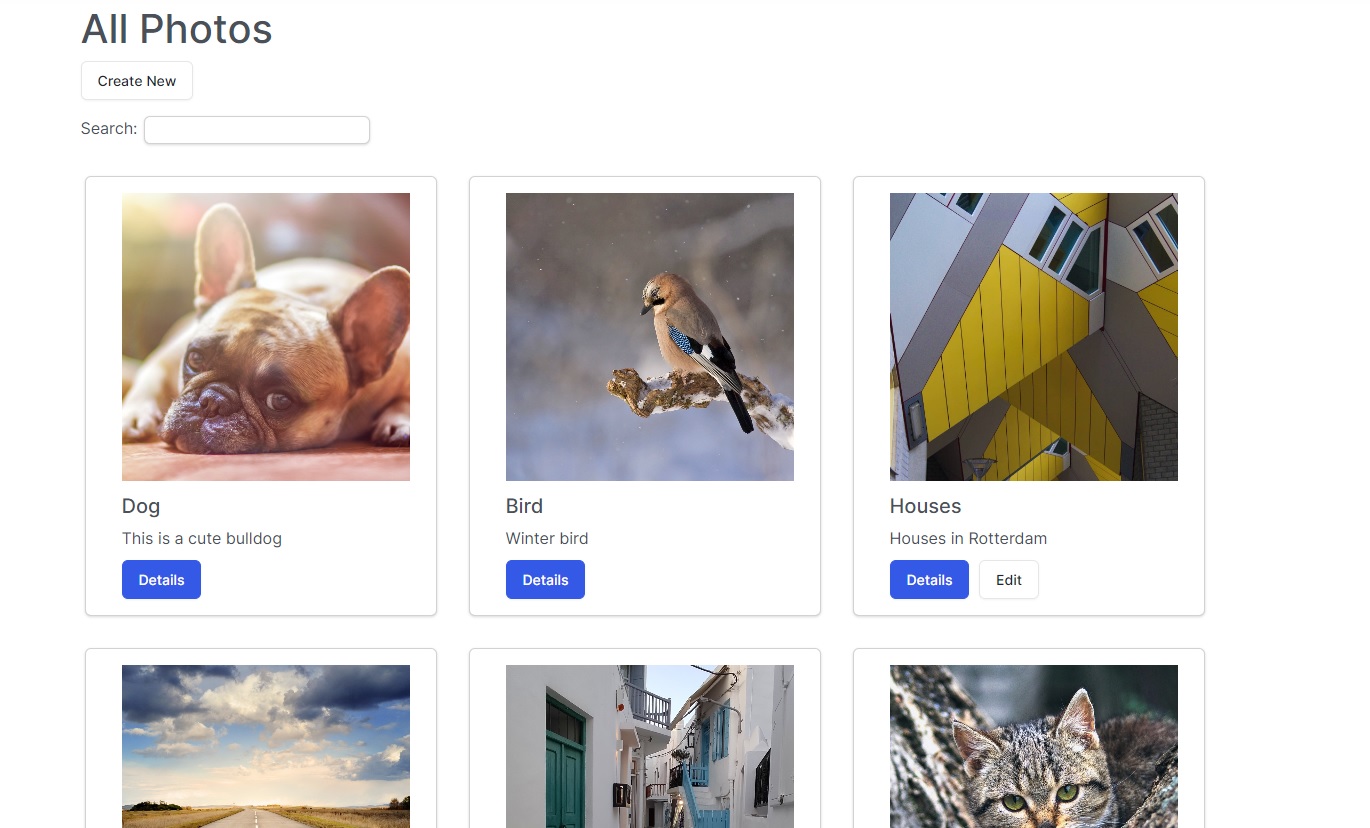 All Photos
Create New
Search:
Dog
This is a cute bulldog
Details
Bird
Winter bird
Details
Houses
Houses in Rotterdam
Details Edit